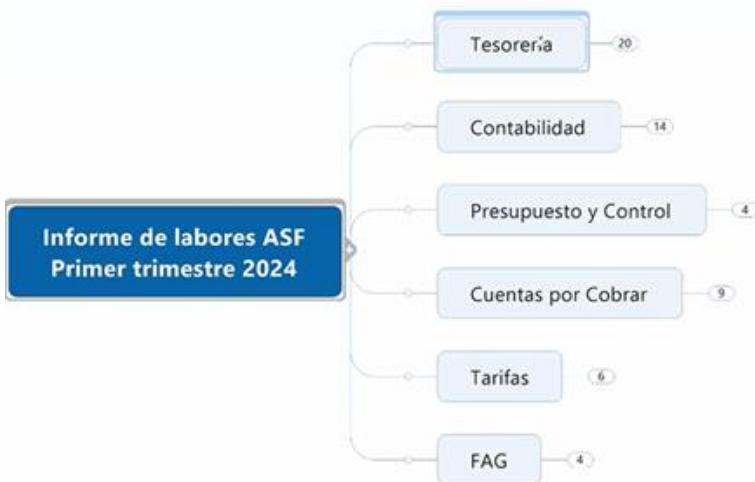 Tesorería
20
Contabilidad
14
Presupuesto y Control
4
Informe de labores ASF
Primer trimestre 2024
Cuentas por Cobrar
9
Tarifas
6
FAG
4